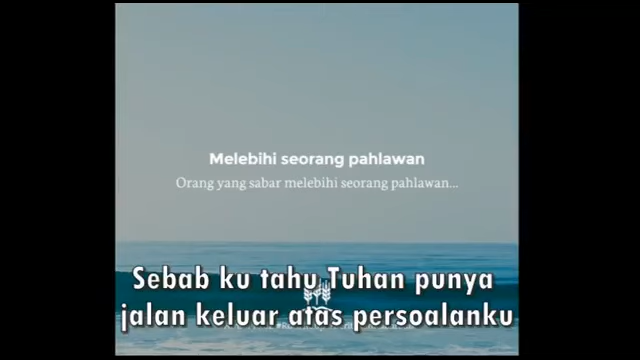 Melebihi seorang pahlawan
Orang yang sabar melebihi seorang pahlawan...
Sebab ku tahu Tuhan punya
jalan keluar atas persoalanku